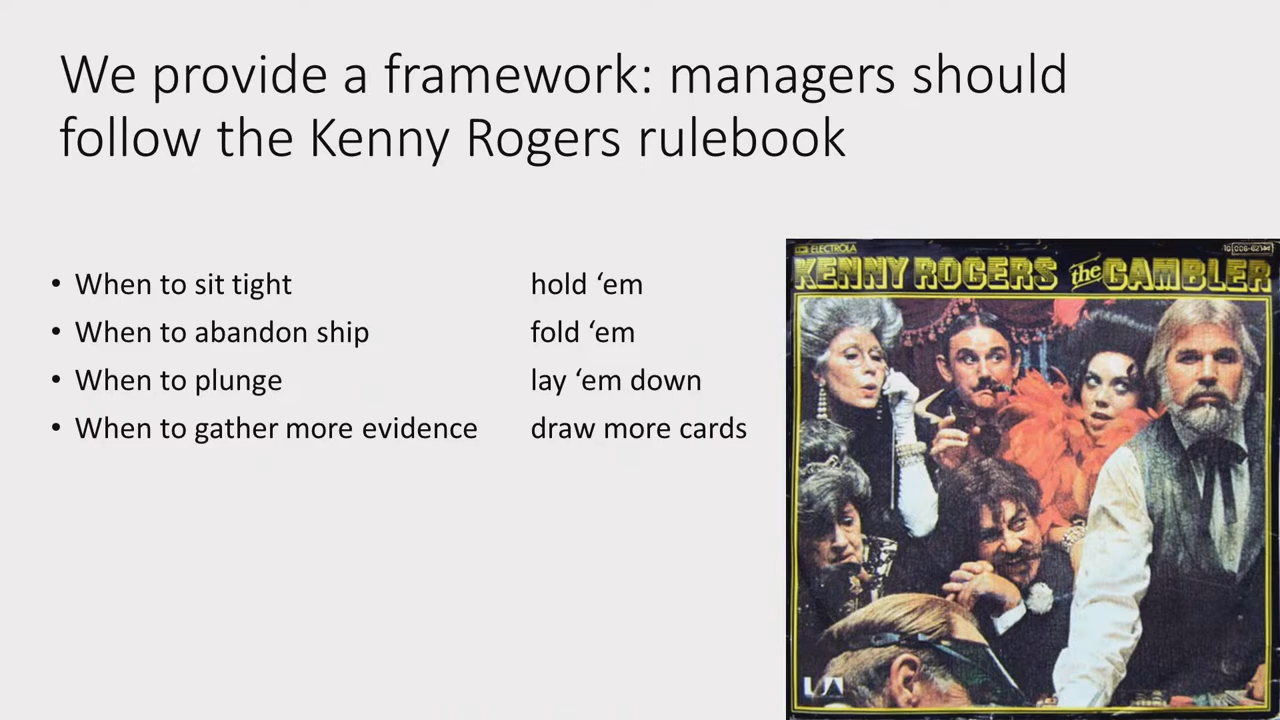 We provide a framework: managers should
follow the Kenny Rogers rulebook
• When to sit tight hold ‘em
• When to abandon ship fold ‘em
• When to plunge lay ‘em down
• When to gather more evidence draw more cards
ELECTROLA
KENNY ROGERS the GAMBLER
UA